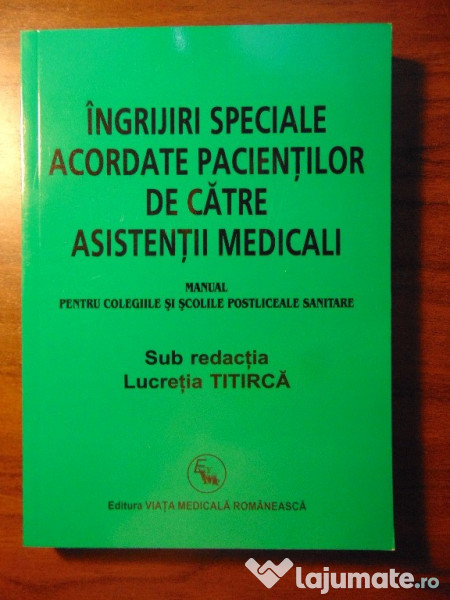 ÎNGRIJIRI SPECIALE
ACORDATE PACIENȚILOR
DE CĂTRE
ASISTENȚII MEDICALI
MANUAL
PENTRU COLEGIILE ȘI ȘCOLILE POSTLICEALE SANITARE
Sub redacția
Lucreția TITIRCĂ
Editura VIAȚA MEDICALĂ ROMÂNEASCĂ
lajumate.ro